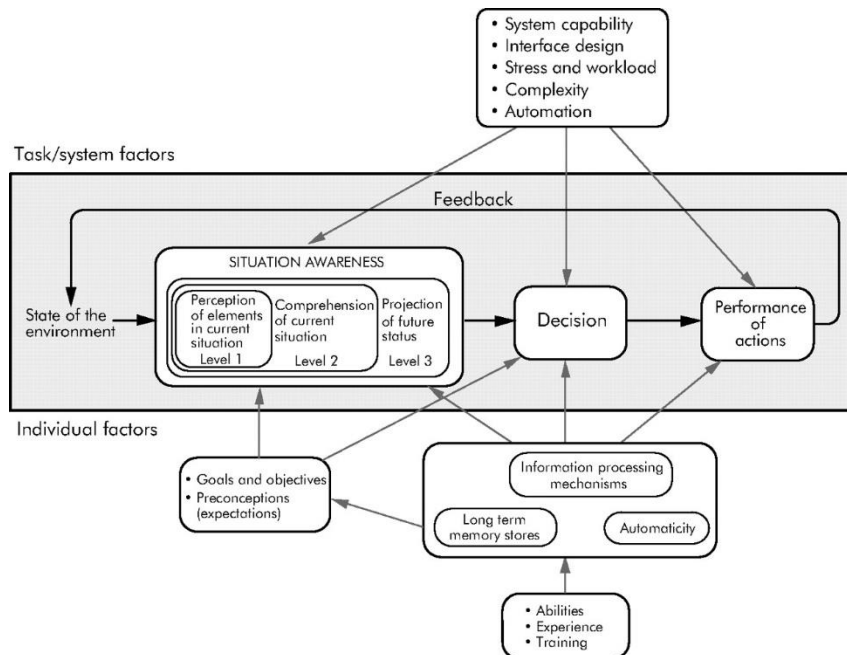 • System capability
• Interface design
• Stress and workload
• Complexity
• Automation
Task/system factors
Feedback
SITUATION AWARENESS
State of the
environment
Perception
of elements
in current
situation
Level 1
Comprehension
of current
situation
Level 2
Projection
of future
status
Level 3
Decision
Performance
of
actions
Individual factors
• Goals and objectives
• Preconceptions
(expectations)
Information processing
mechanisms
Long term
memory stores
Automaticity
• Abilities
• Experience
• Training